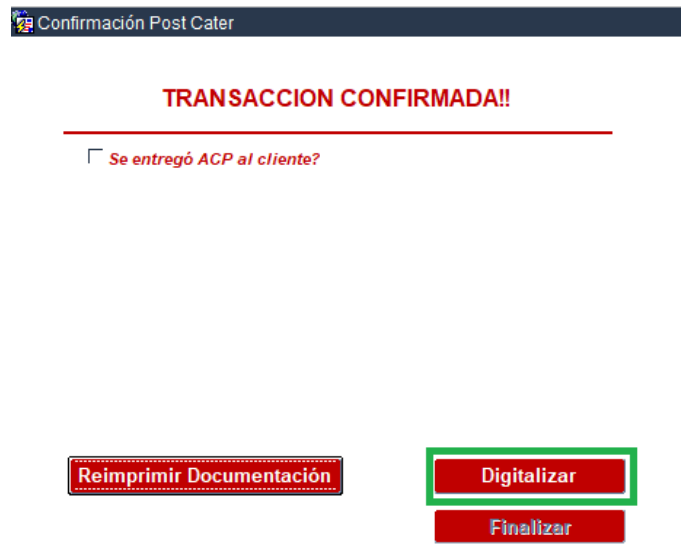 Confirmación Post Cater
TRANSACCION CONFIRMADA!!
Se entregó ACP al cliente?
Reimprimir Documentación
Digitalizar
Finalizar